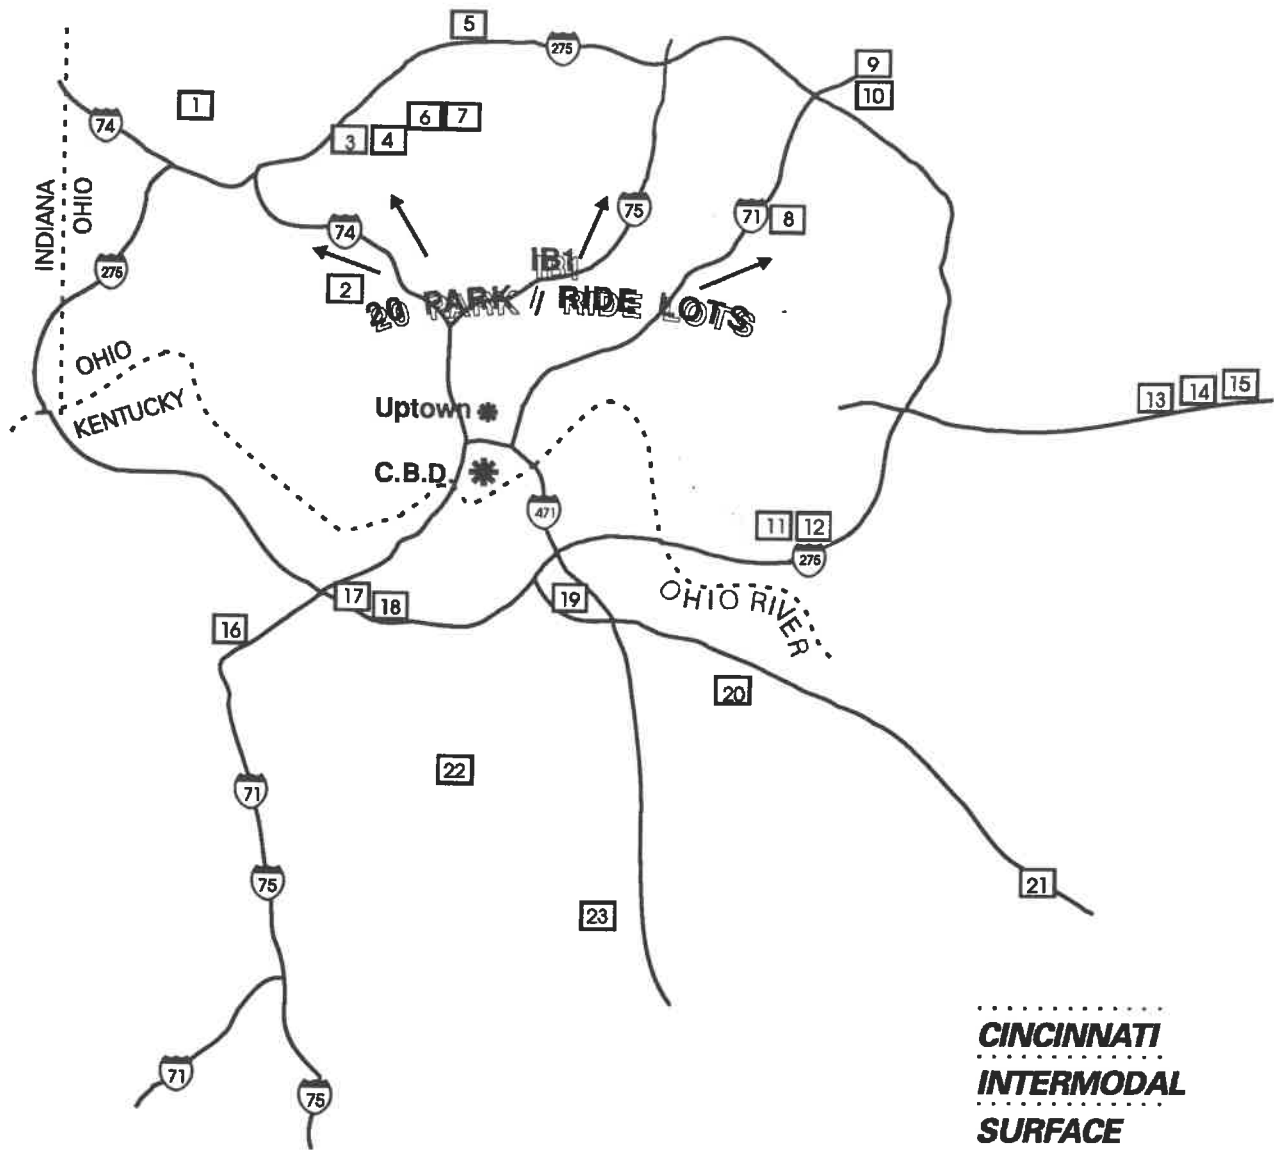 5
275
9
10
1
6
7
74
3
4
INDIANA
OHIO
75
71
8
74
275
IB1
2
20 PARK / RIDE LOTS
OHIO
KENTUCKY
Uptown
13
14
15
C.B.D.
471
11
12
275
17
18
19
OHIO RIVER
16
20
22
71
75
21
23
CINCINNATI
71
INTERMODAL
75
SURFACE